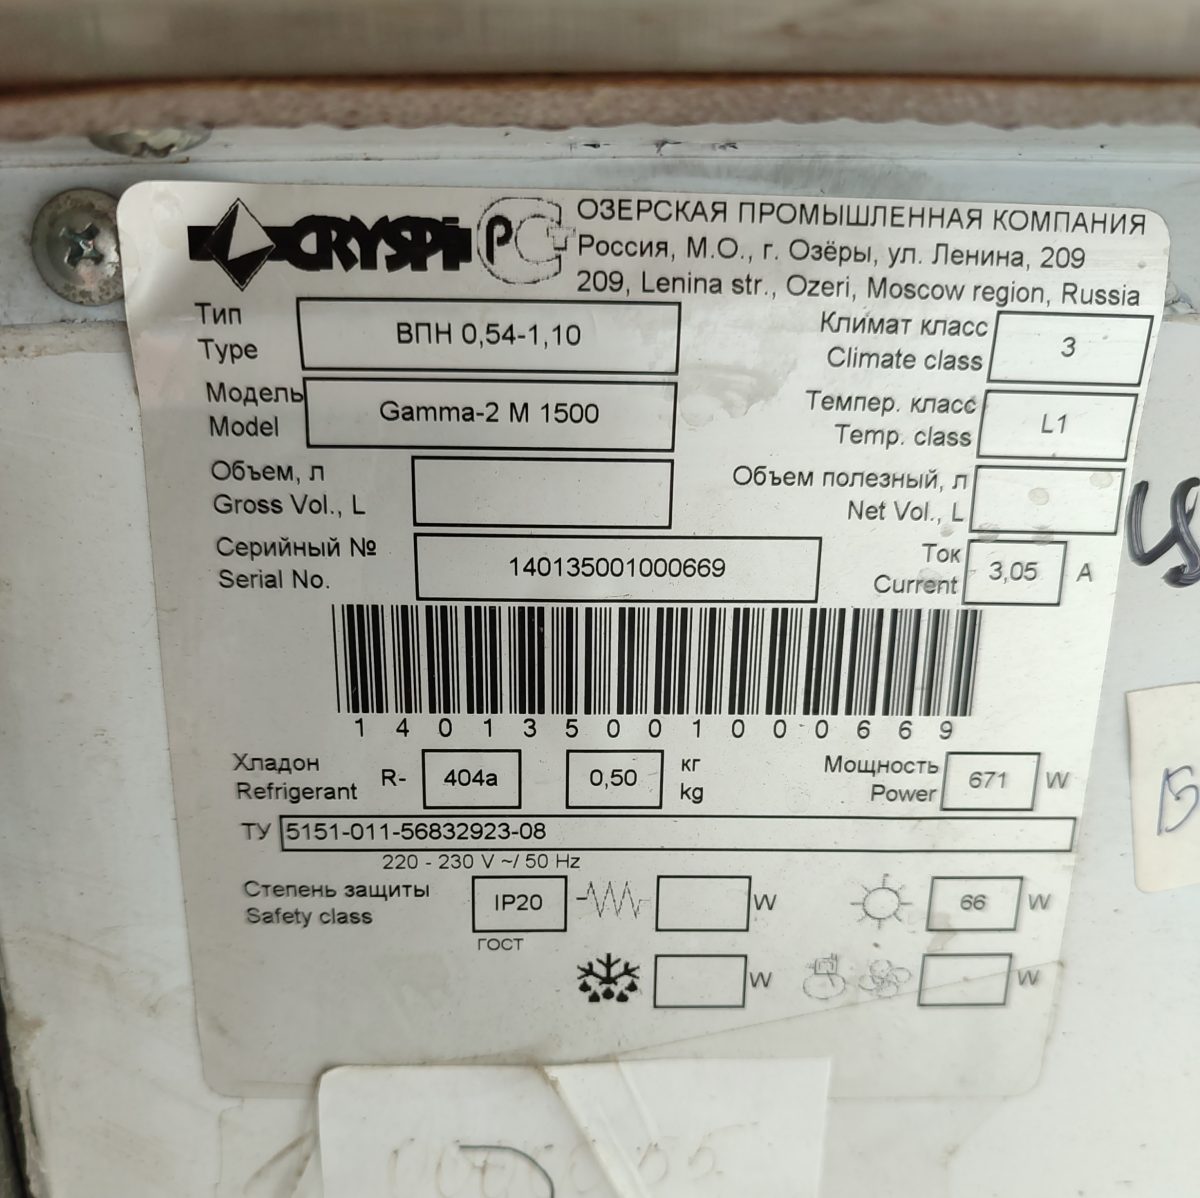 CRYSPI РСТ ОЗЕРСКАЯ ПРОМЫШЛЕННАЯ КОМПАНИЯ
Россия, М.О., г. Озёры, ул. Ленина, 209
209, Lenina str., Ozeri, Moscow region, Russia
Тип
Type
ВПН 0,54-1,10
Климат класс
Climate class
3
Модель
Model
Gamma-2 M 1500
Темпер. класс
Temp. class
L1
Объем, л
Gross Vol., L
Объем полезный, л
Net Vol., L
Серийный №
Serial No.
140135001000669
Ток
Current
3,05 A
1 4 0 1 3 5 0 0 1 0 0 0 6 6 9
Хладон
Refrigerant
R- 404a
0,50
кг
kg
Мощность
Power
671 W
ТУ 5151-011-56832923-08
220 - 230 V ~/ 50 Hz
Степень защиты
Safety class
IP20
ГОСТ
W
66 W
W
W